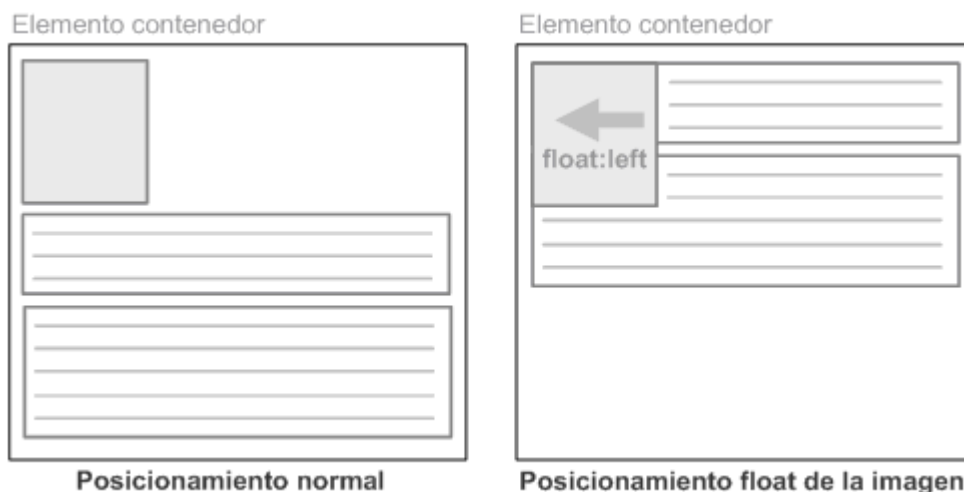 Elemento contenedor
Elemento contenedor
float:left
Posicionamiento normal
Posicionamiento float de la imagen